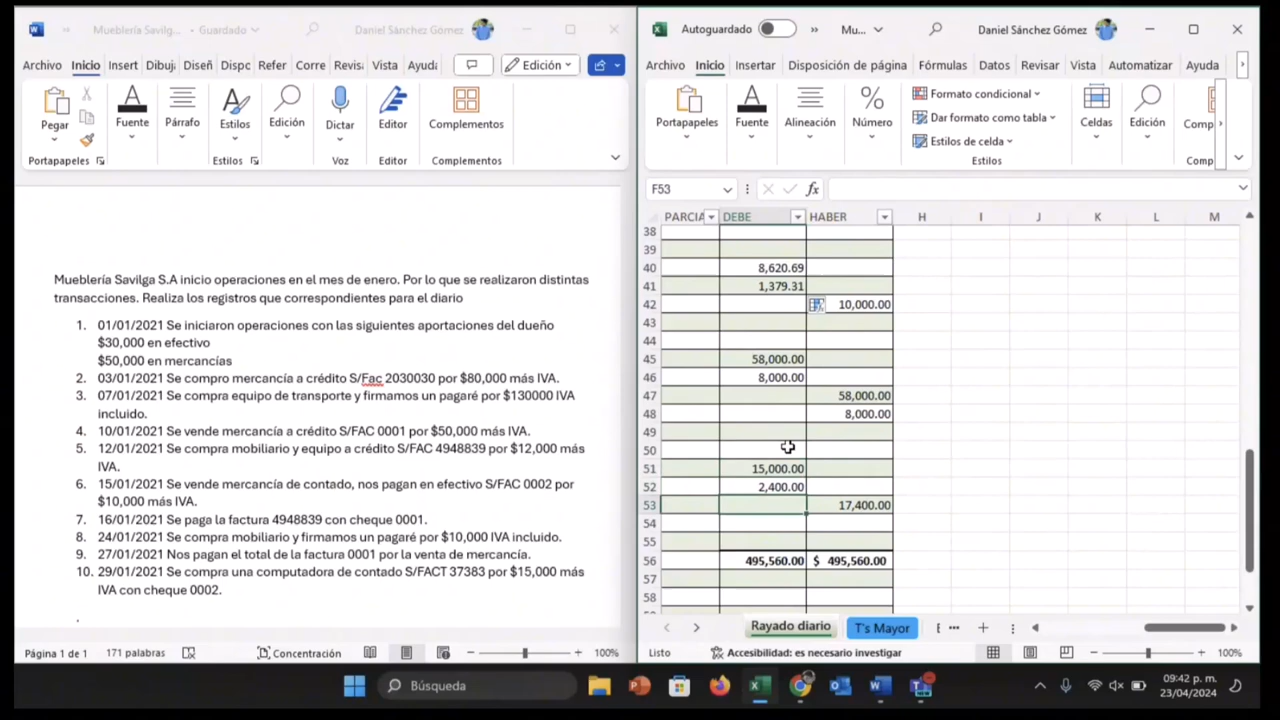 Mueblería Savilg... • Guardado
Daniel Sánchez Gómez
Archivo Inicio Insert Dibuj Diseñ Dispc Refer Corre Revis Vista Ayuda
Edición
Pegar
Fuente
Párrafo
Estilos
Edición
Dictar
Editor
Complementos
Portapapeles
Estilos
Voz
Editor
Complementos
Mueblería Savilga S.A inicio operaciones en el mes de enero. Por lo que se realizaron distintas
transacciones. Realiza los registros que correspondientes para el diario
1. 01/01/2021 Se iniciaron operaciones con las siguientes aportaciones del dueño
$30,000 en efectivo
$50,000 en mercancías
2. 03/01/2021 Se compro mercancía a crédito S/Fac 2030030 por $80,000 más IVA.
3. 07/01/2021 Se compra equipo de transporte y firmamos un pagaré por $130000 IVA
incluido.
4. 10/01/2021 Se vende mercancía a crédito S/FAC 0001 por $50,000 más IVA.
5. 12/01/2021 Se compra mobiliario y equipo a crédito S/FAC 4948839 por $12,000 más
IVA.
6. 15/01/2021 Se vende mercancía de contado, nos pagan en efectivo S/FAC 0002 por
$10,000 más IVA.
7. 16/01/2021 Se paga la factura 4948839 con cheque 0001.
8. 24/01/2021 Se compra mobiliario y firmamos un pagaré por $10,000 IVA incluido.
9. 27/01/2021 Nos pagan el total de la factura 0001 por la venta de mercancía.
10. 29/01/2021 Se compra una computadora de contado S/FACT 37383 por $15,000 más
IVA con cheque 0002.
.
Página 1 de 1 171 palabras Concentración 100%
Autoguardado
Mu...
Daniel Sánchez Gómez
Archivo Inicio Insertar Disposición de página Fórmulas Datos Revisar Vista Automatizar Ayuda
Portapapeles
Fuente
Alineación
Número
Formato condicional
Dar formato como tabla
Estilos de celda
Estilos
Celdas
Edición
Comp
Comp
F53 fx
PARCIA DEBE HABER H I J K L M
38
39
40 8,620.69
41 1,379.31
42 10,000.00
43
44
45 58,000.00
46 8,000.00
47 58,000.00
48 8,000.00
49
50
51 15,000.00
52 2,400.00
53 17,400.00
54
55
56 495,560.00 $ 495,560.00
57
58
Rayado diario T's Mayor
Listo Accesibilidad: es necesario investigar 100%
Búsqueda
09:42 p. m.
23/04/2024